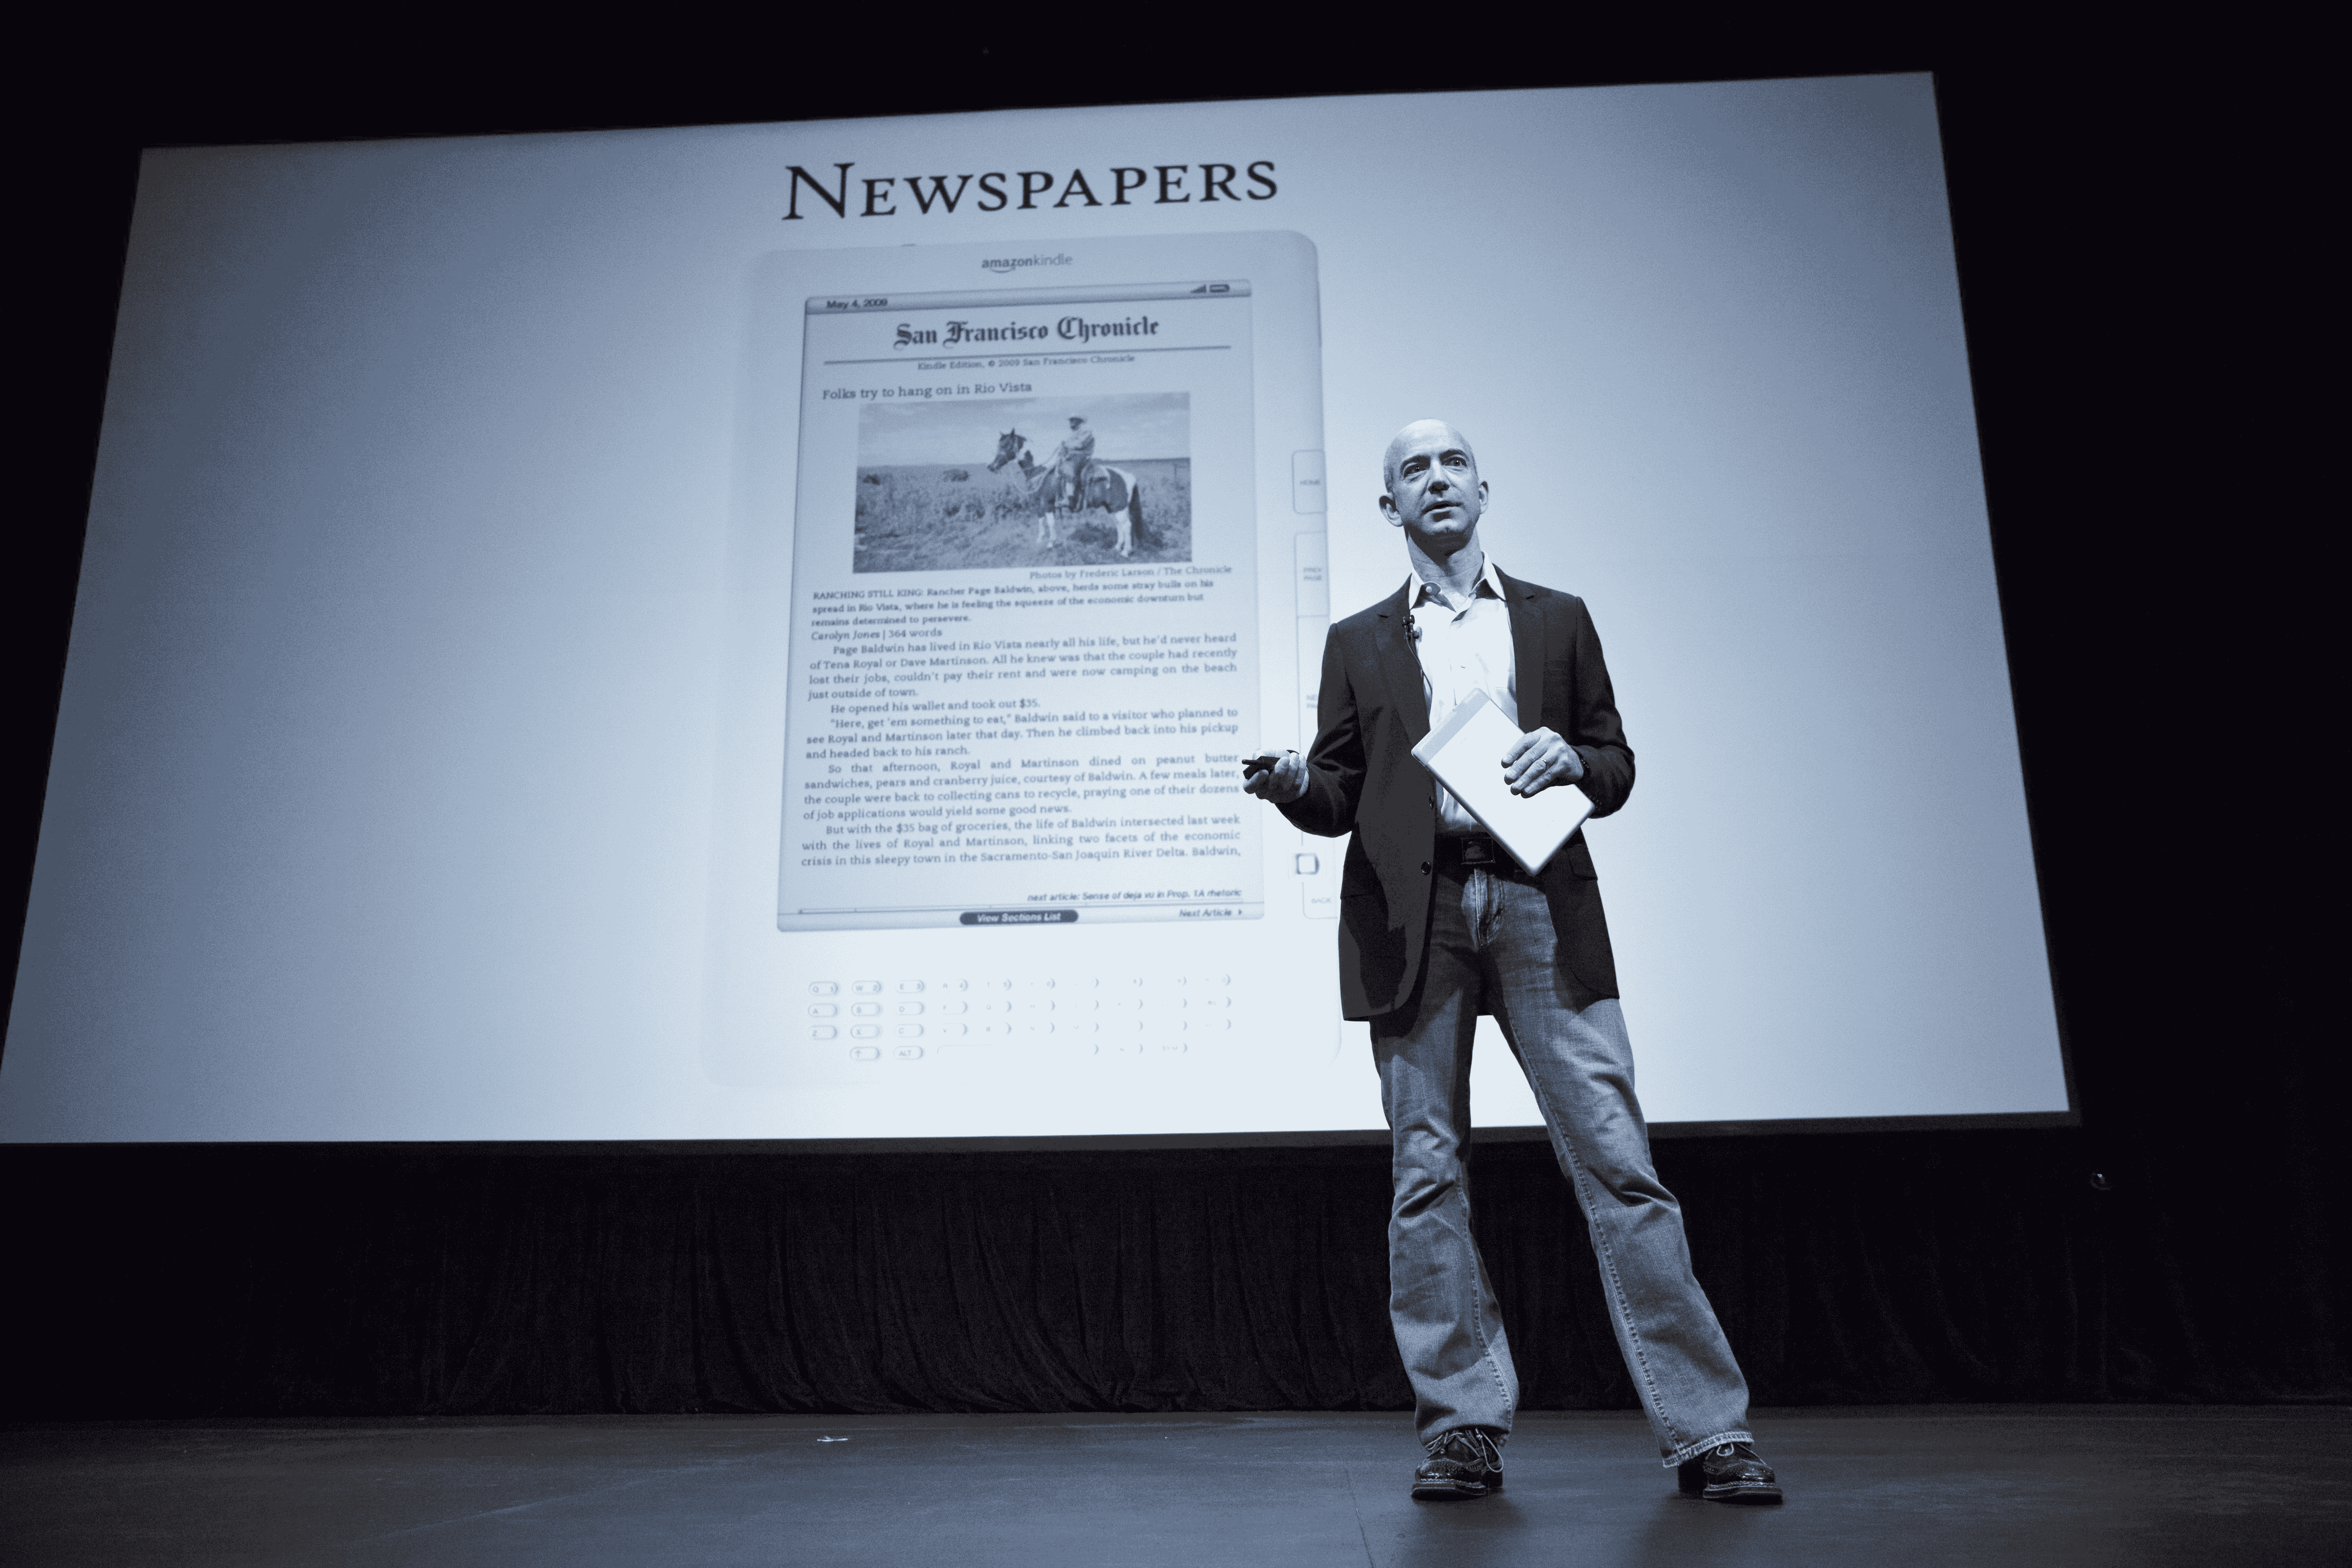 NEWSPAPERS
amazonkindle
May 4, 2009
San Francisco Chronicle
Kindle Edition, © 2009 San Francisco Chronicle
Folks try to hang on in Rio Vista
Photos by Frederic Larson / The Chronicle
RANCHING STILL KING: Rancher Page Baldwin, above, herds some stray bulls on his
spread in Rio Vista, where he is feeling the squeeze of the economic downturn but
remains determined to persevere.
Carolyn Jones | 364 words
Page Baldwin has lived in Rio Vista nearly all his life, but he'd never heard
of Tena Royal or Dave Martinson. All he knew was that the couple had recently
lost their jobs, couldn't pay their rent and were now camping on the beach
just outside of town.
He opened his wallet and took out $35.
"Here, get 'em something to eat," Baldwin said to a visitor who planned to
see Royal and Martinson later that day. Then he climbed back into his pickup
and headed back to his ranch.
So that afternoon, Royal and Martinson dined on peanut butter
sandwiches, pears and cranberry juice, courtesy of Baldwin. A few meals later,
the couple were back to collecting cans to recycle, praying one of their dozens
of job applications would yield some good news.
But with the $35 bag of groceries, the life of Baldwin intersected last week
with the lives of Royal and Martinson, linking two facets of the economic
crisis in this sleepy town in the Sacramento-San Joaquin River Delta. Baldwin,
next article: Sense of deja vu in Prop. 1A rhetoric
View Sections List
Next Article
HOME
PREV
PAGE
BACK
Q
W 2
E 3
A
S
D
Z
X
C
ALT